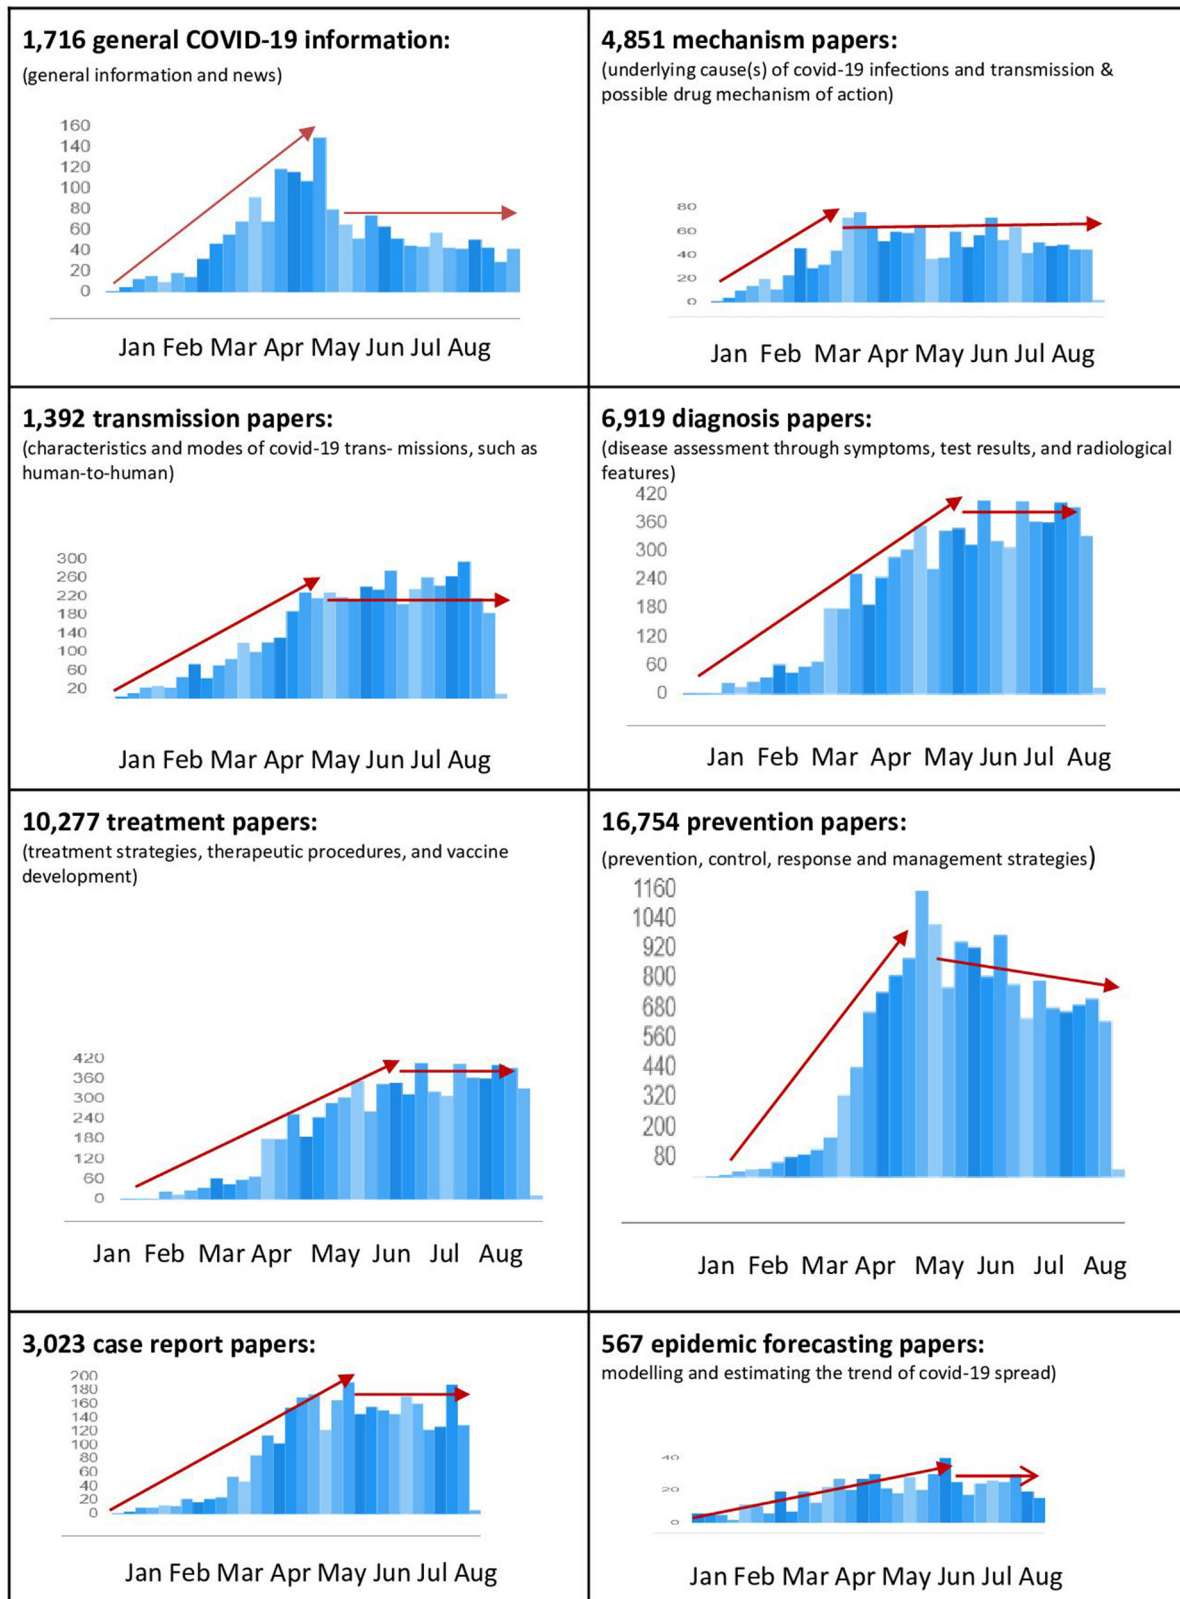 1,716 general COVID-19 information:
(general information and news)
160
140
120
100
80
60
40
20
0
Jan Feb Mar Apr May Jun Jul Aug
4,851 mechanism papers:
(underlying cause(s) of covid-19 infections and transmission &
possible drug mechanism of action)
80
60
40
20
0
Jan Feb Mar Apr May Jun Jul Aug
1,392 transmission papers:
(characteristics and modes of covid-19 trans- missions, such as
human-to-human)
300
260
220
180
140
100
60
20
Jan Feb Mar Apr May Jun Jul Aug
6,919 diagnosis papers:
(disease assessment through symptoms, test results, and radiological
features)
420
360
300
240
180
120
60
0
Jan Feb Mar Apr May Jun Jul Aug
10,277 treatment papers:
(treatment strategies, therapeutic procedures, and vaccine
development)
420
360
300
240
180
120
60
0
Jan Feb Mar Apr May Jun Jul Aug
16,754 prevention papers:
(prevention, control, response and management strategies)
1160
1040
920
800
680
560
440
320
200
80
Jan Feb Mar Apr May Jun Jul Aug
3,023 case report papers:
200
180
160
140
120
100
80
60
40
20
0
Jan Feb Mar Apr May Jun Jul Aug
567 epidemic forecasting papers:
modelling and estimating the trend of covid-19 spread)
40
20
0
Jan Feb Mar Apr May Jun Jul Aug